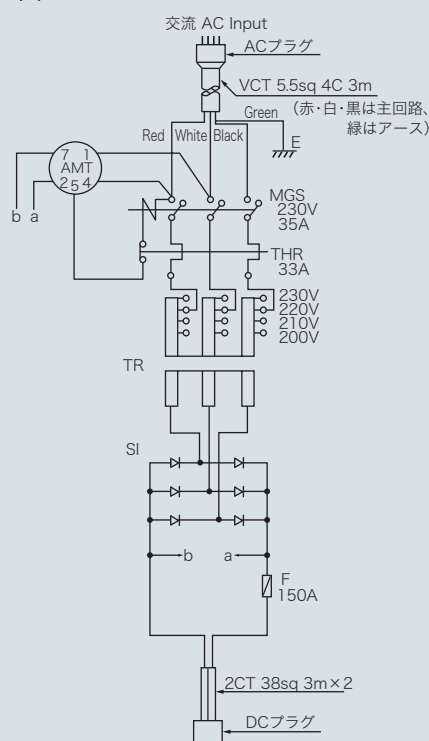 交流 AC Input
ACプラグ
VCT 5.5sq 4C 3m
(赤・白・黒は主回路、
緑はアース)
Green
Red White Black
E
7 1
AMT
2 5 4
b a
MGS
230V
35A
THR
33A
230V
220V
210V
200V
TR
SI
b a
F
150A
2CT 38sq 3m×2
DCプラグ